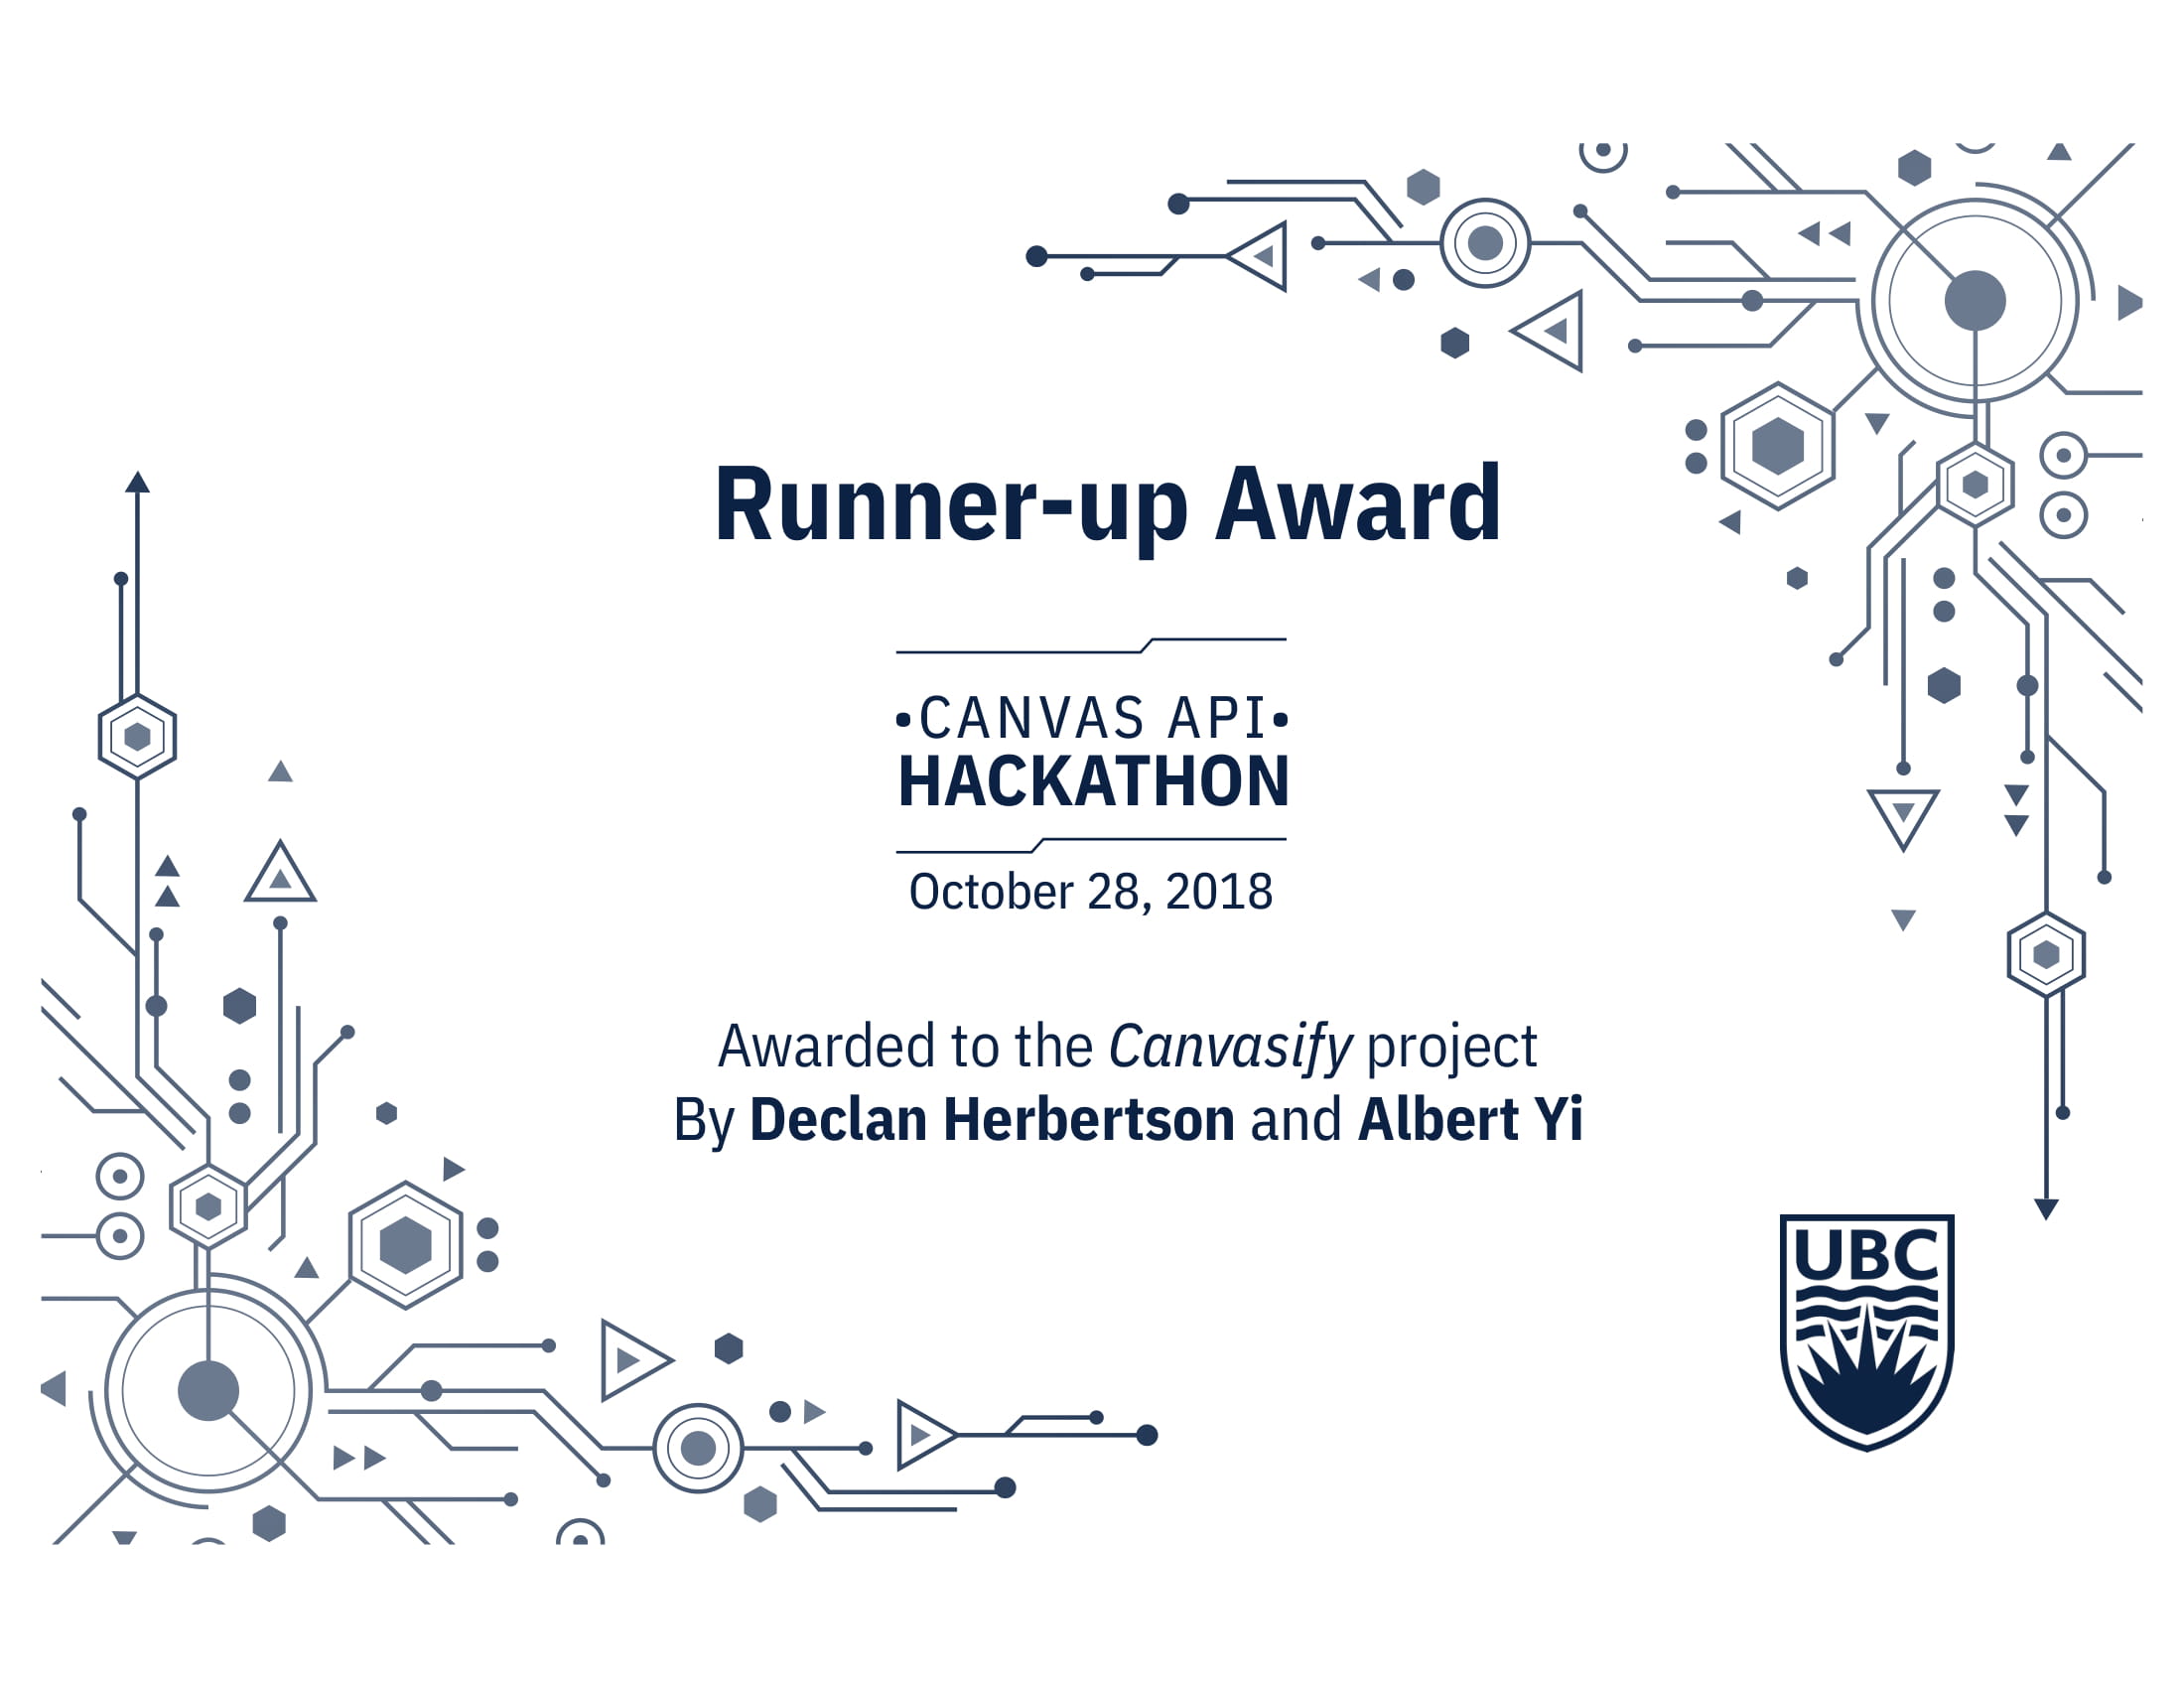 Runner-up Award
•CANVAS API•
HACKATHON
October 28, 2018
Awarded to the Canvasify project
By Declan Herbertson and Albert Yi
UBC